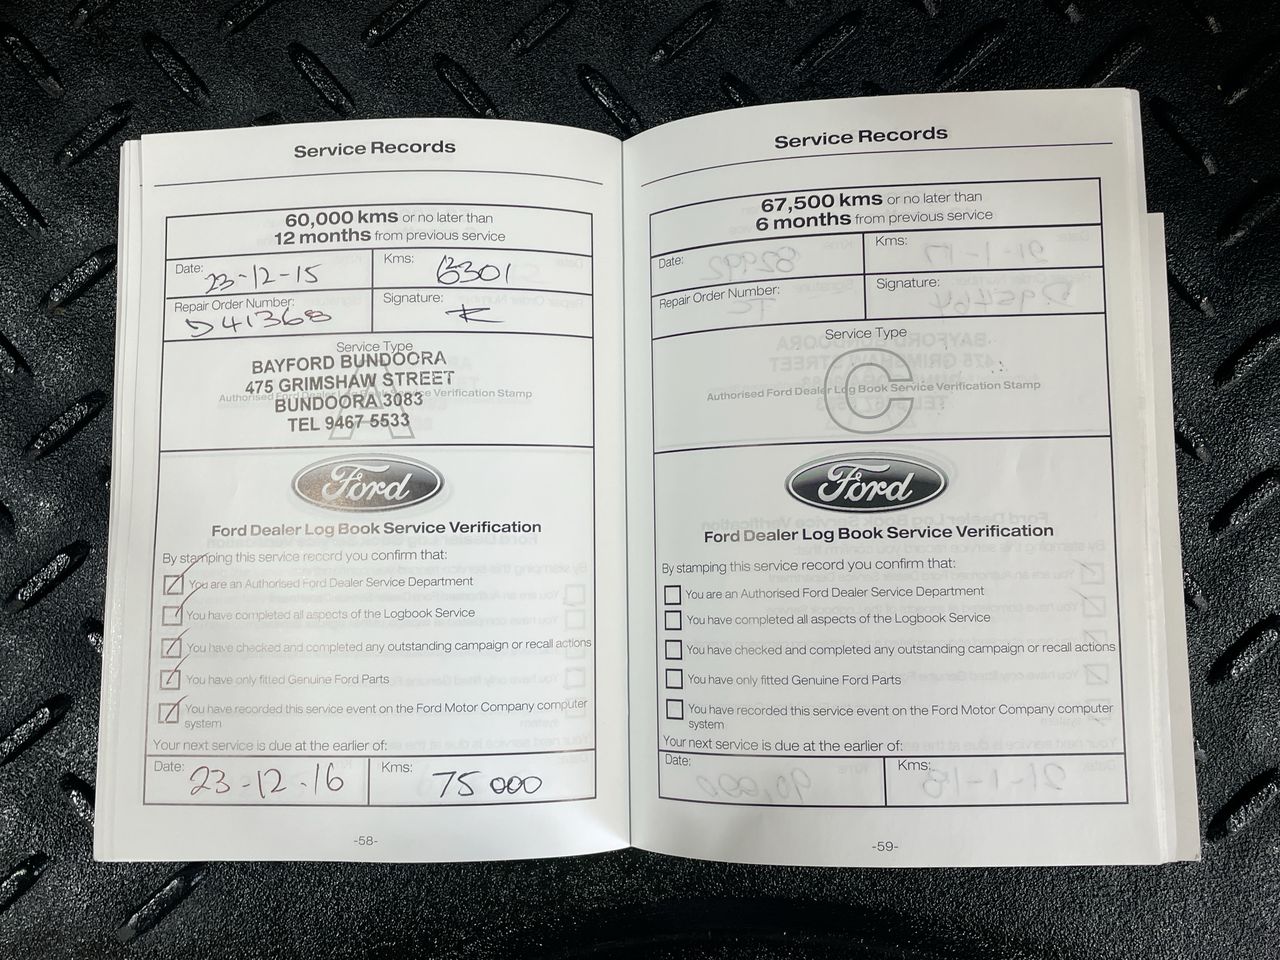 Service Records
60,000 kms or no later than
12 months from previous service
Date: 23-12-15
Kms: 6301
Repair Order Number: D41368
Signature:
Service Type
A
BAYFORD BUNDOORA
475 GRIMSHAW STREET
Authorised Ford Dealer Log Book Service Verification Stamp
BUNDOORA 3083
TEL 9467 5533
Ford
Ford Dealer Log Book Service Verification
By stamping this service record you confirm that:
You are an Authorised Ford Dealer Service Department
You have completed all aspects of the Logbook Service
You have checked and completed any outstanding campaign or recall actions
You have only fitted Genuine Ford Parts
You have recorded this service event on the Ford Motor Company computer
system
Your next service is due at the earlier of:
Date: 23-12-16
Kms: 75000
-58-
Service Records
67,500 kms or no later than
6 months from previous service
Date:
Kms:
Repair Order Number:
Signature:
Service Type
C
Authorised Ford Dealer Log Book Service Verification Stamp
Ford
Ford Dealer Log Book Service Verification
By stamping this service record you confirm that:
You are an Authorised Ford Dealer Service Department
You have completed all aspects of the Logbook Service
You have checked and completed any outstanding campaign or recall actions
You have only fitted Genuine Ford Parts
You have recorded this service event on the Ford Motor Company computer
system
Your next service is due at the earlier of:
Date:
Kms:
-59-